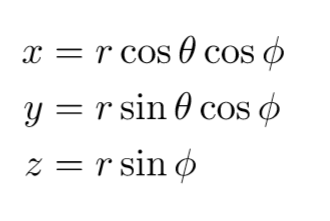 x = r cos θ cos ϕ
y = r sin θ cos ϕ
z = r sin ϕ